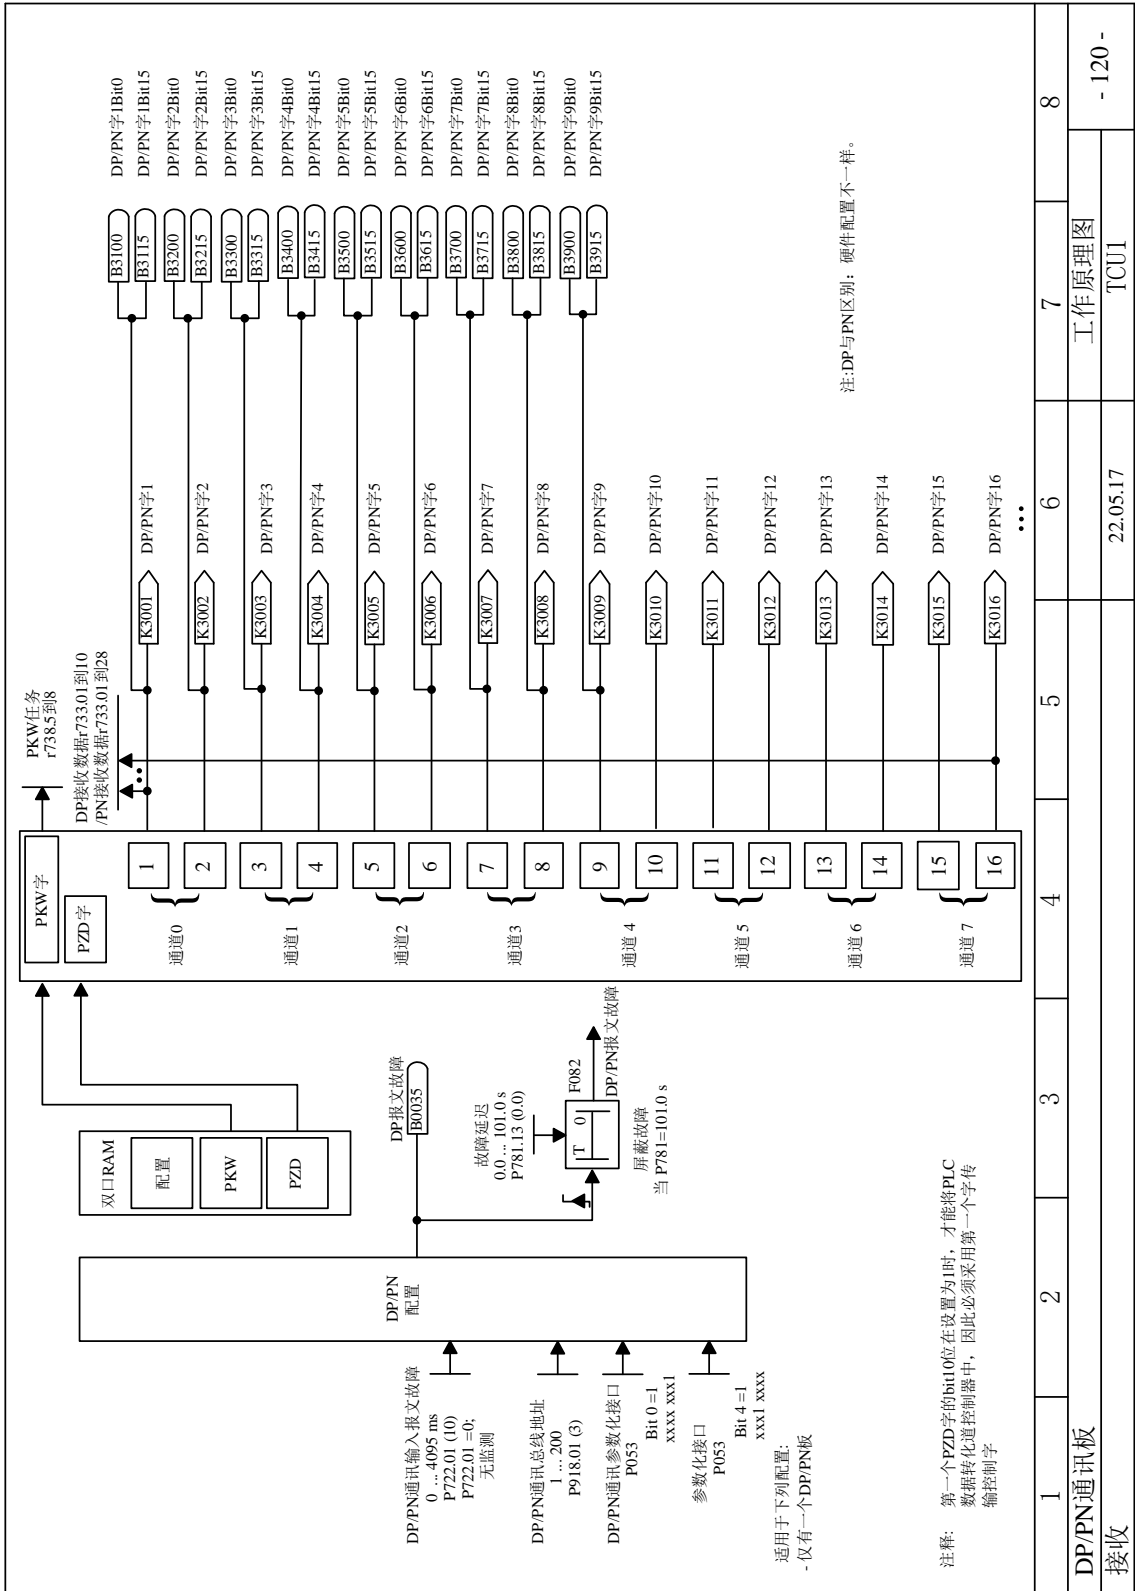 DP/PN通讯输入报文故障
0 ... 4095 ms
P722.01 (10)
P722.01 =0;
无监测
DP/PN通讯总线地址
1 ... 200
P918.01 (3)
DP/PN通讯参数化接口
P053
Bit 0 =1
xxxx xxx1
参数化接口
P053
Bit 4 =1
xxx1 xxxx
适用于下列配置:
- 仅有一个DP/PN板
注释:
第一个PZD字的bit10位在设置为1时，才能将PLC
数据转化道控制器中，因此必须采用第一个字传
输控制字
DP/PN
配置
双口RAM
配置
PKW
PZD
DP报文故障
B0035
故障延迟
0.0 ... 101.0 s
P781.13 (0.0)
T 0
F082
DP/PN报文故障
屏蔽故障
当 P781=101.0 s
PKW字
PZD字
通道0
通道1
通道2
通道3
通道 4
通道 5
通道 6
通道 7
1
2
3
4
5
6
7
8
9
10
11
12
13
14
15
16
PKW任务
r738.5到8
DP接收数据r733.01到10
/PN接收数据r733.01到28
K3001
K3002
K3003
K3004
K3005
K3006
K3007
K3008
K3009
K3010
K3011
K3012
K3013
K3014
K3015
K3016
DP/PN字1
DP/PN字2
DP/PN字3
DP/PN字4
DP/PN字5
DP/PN字6
DP/PN字7
DP/PN字8
DP/PN字9
DP/PN字10
DP/PN字11
DP/PN字12
DP/PN字13
DP/PN字14
DP/PN字15
DP/PN字16
...
B3100 DP/PN字1Bit0
B3115 DP/PN字1Bit15
B3200 DP/PN字2Bit0
B3215 DP/PN字2Bit15
B3300 DP/PN字3Bit0
B3315 DP/PN字3Bit15
B3400 DP/PN字4Bit0
B3415 DP/PN字4Bit15
B3500 DP/PN字5Bit0
B3515 DP/PN字5Bit15
B3600 DP/PN字6Bit0
B3615 DP/PN字6Bit15
B3700 DP/PN字7Bit0
B3715 DP/PN字7Bit15
B3800 DP/PN字8Bit0
B3815 DP/PN字8Bit15
B3900 DP/PN字9Bit0
B3915 DP/PN字9Bit15
注:DP与PN区别：硬件配置不一样。
1 2 3 4 5 6 7 8
DP/PN通讯板 工作原理图 - 120 -
接收 22.05.17 TCU1